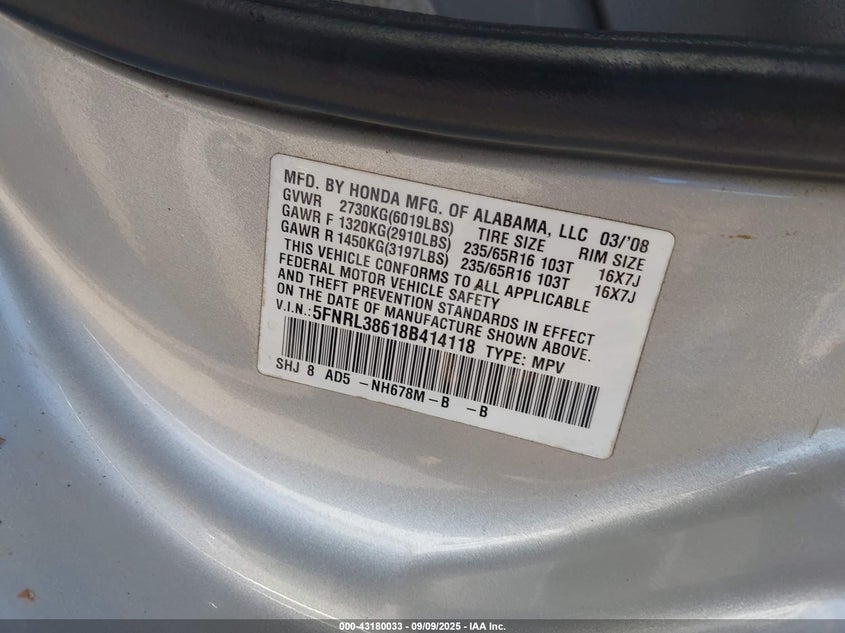 MFD. BY HONDA MFG. OF ALABAMA, LLC 03/'08
GVWR 2730KG(6019LBS) TIRE SIZE RIM SIZE
GAWR F 1320KG(2910LBS) 235/65R16 103T 16X7J
GAWR R 1450KG(3197LBS) 235/65R16 103T 16X7J
THIS VEHICLE CONFORMS TO ALL APPLICABLE
FEDERAL MOTOR VEHICLE SAFETY
AND THEFT PREVENTION STANDARDS IN EFFECT
ON THE DATE OF MANUFACTURE SHOWN ABOVE.
V.I.N.:5FNRL38618B414118 TYPE: MPV
SHJ 8 AD5 -NH678M-B -B
000-43180033 - 09/09/2025 - IAA Inc.